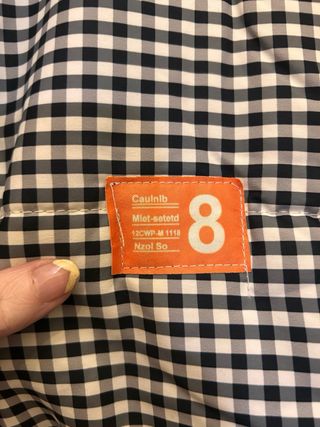 Caulnlb
Mlet-setetd
12CWP-M 1118
Nzol So
8